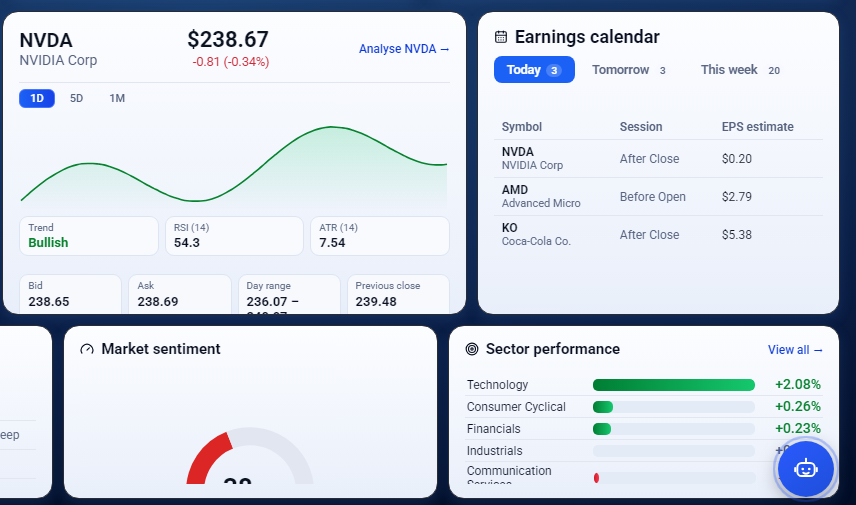 NVDA
NVIDIA Corp
$238.67
-0.81 (-0.34%)
Analyse NVDA →
1D 5D 1M
Trend
Bullish
RSI (14)
54.3
ATR (14)
7.54
Bid
238.65
Ask
238.69
Day range
236.07 –
Previous close
239.48
Earnings calendar
Today 3 Tomorrow 3 This week 20
Symbol Session EPS estimate
NVDA
NVIDIA Corp
After Close $0.20
AMD
Advanced Micro
Before Open $2.79
KO
Coca-Cola Co.
After Close $5.38
eep
Market sentiment
Sector performance
View all →
Technology +2.08%
Consumer Cyclical +0.26%
Financials +0.23%
Industrials
Communication
Services